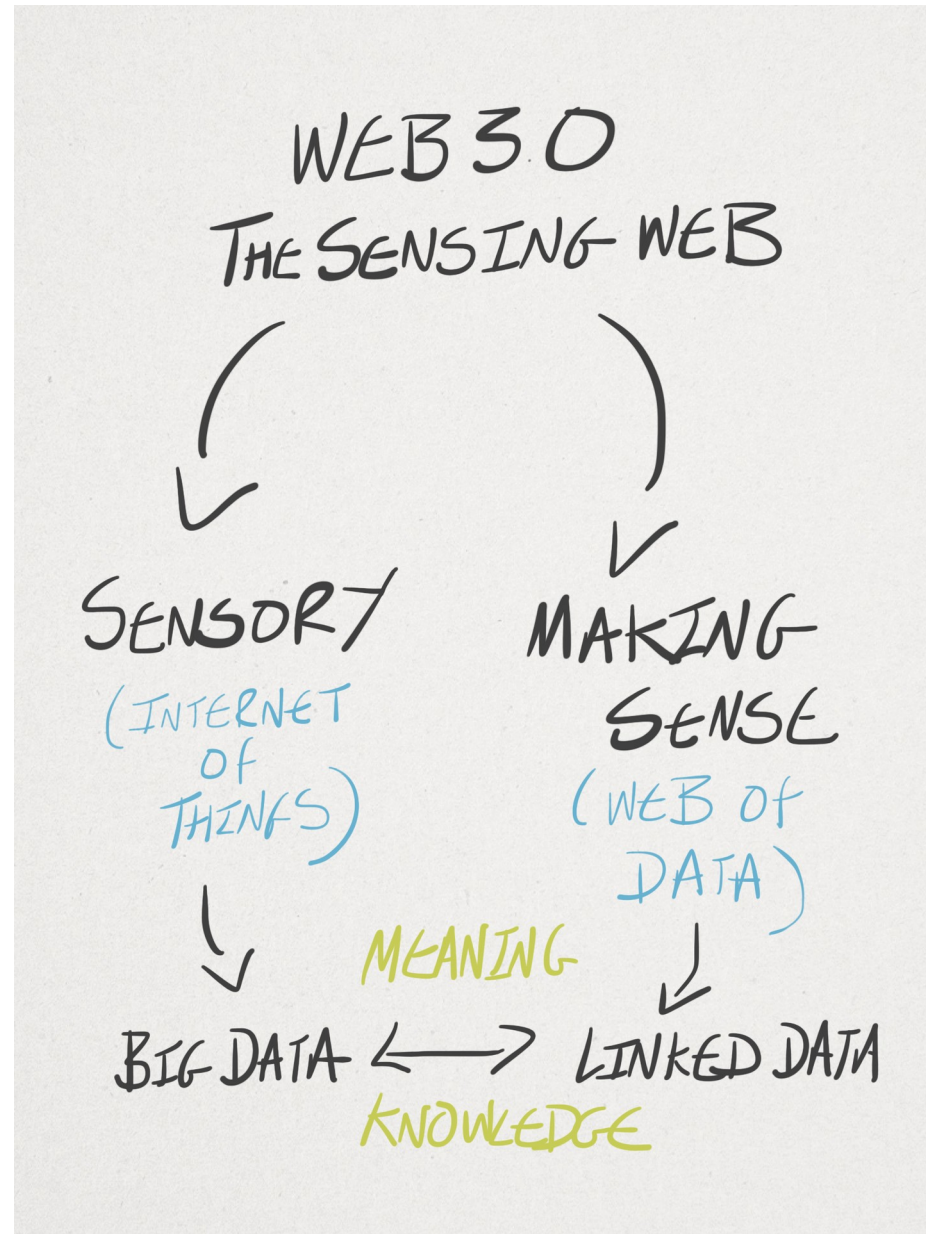 WEB 3.0
THE SENSING WEB
SENSORY
(INTERNET
OF
THINGS)
MAKING
SENSE
(WEB OF
DATA)
MEANING
BIG DATA
LINKED DATA
KNOWLEDGE